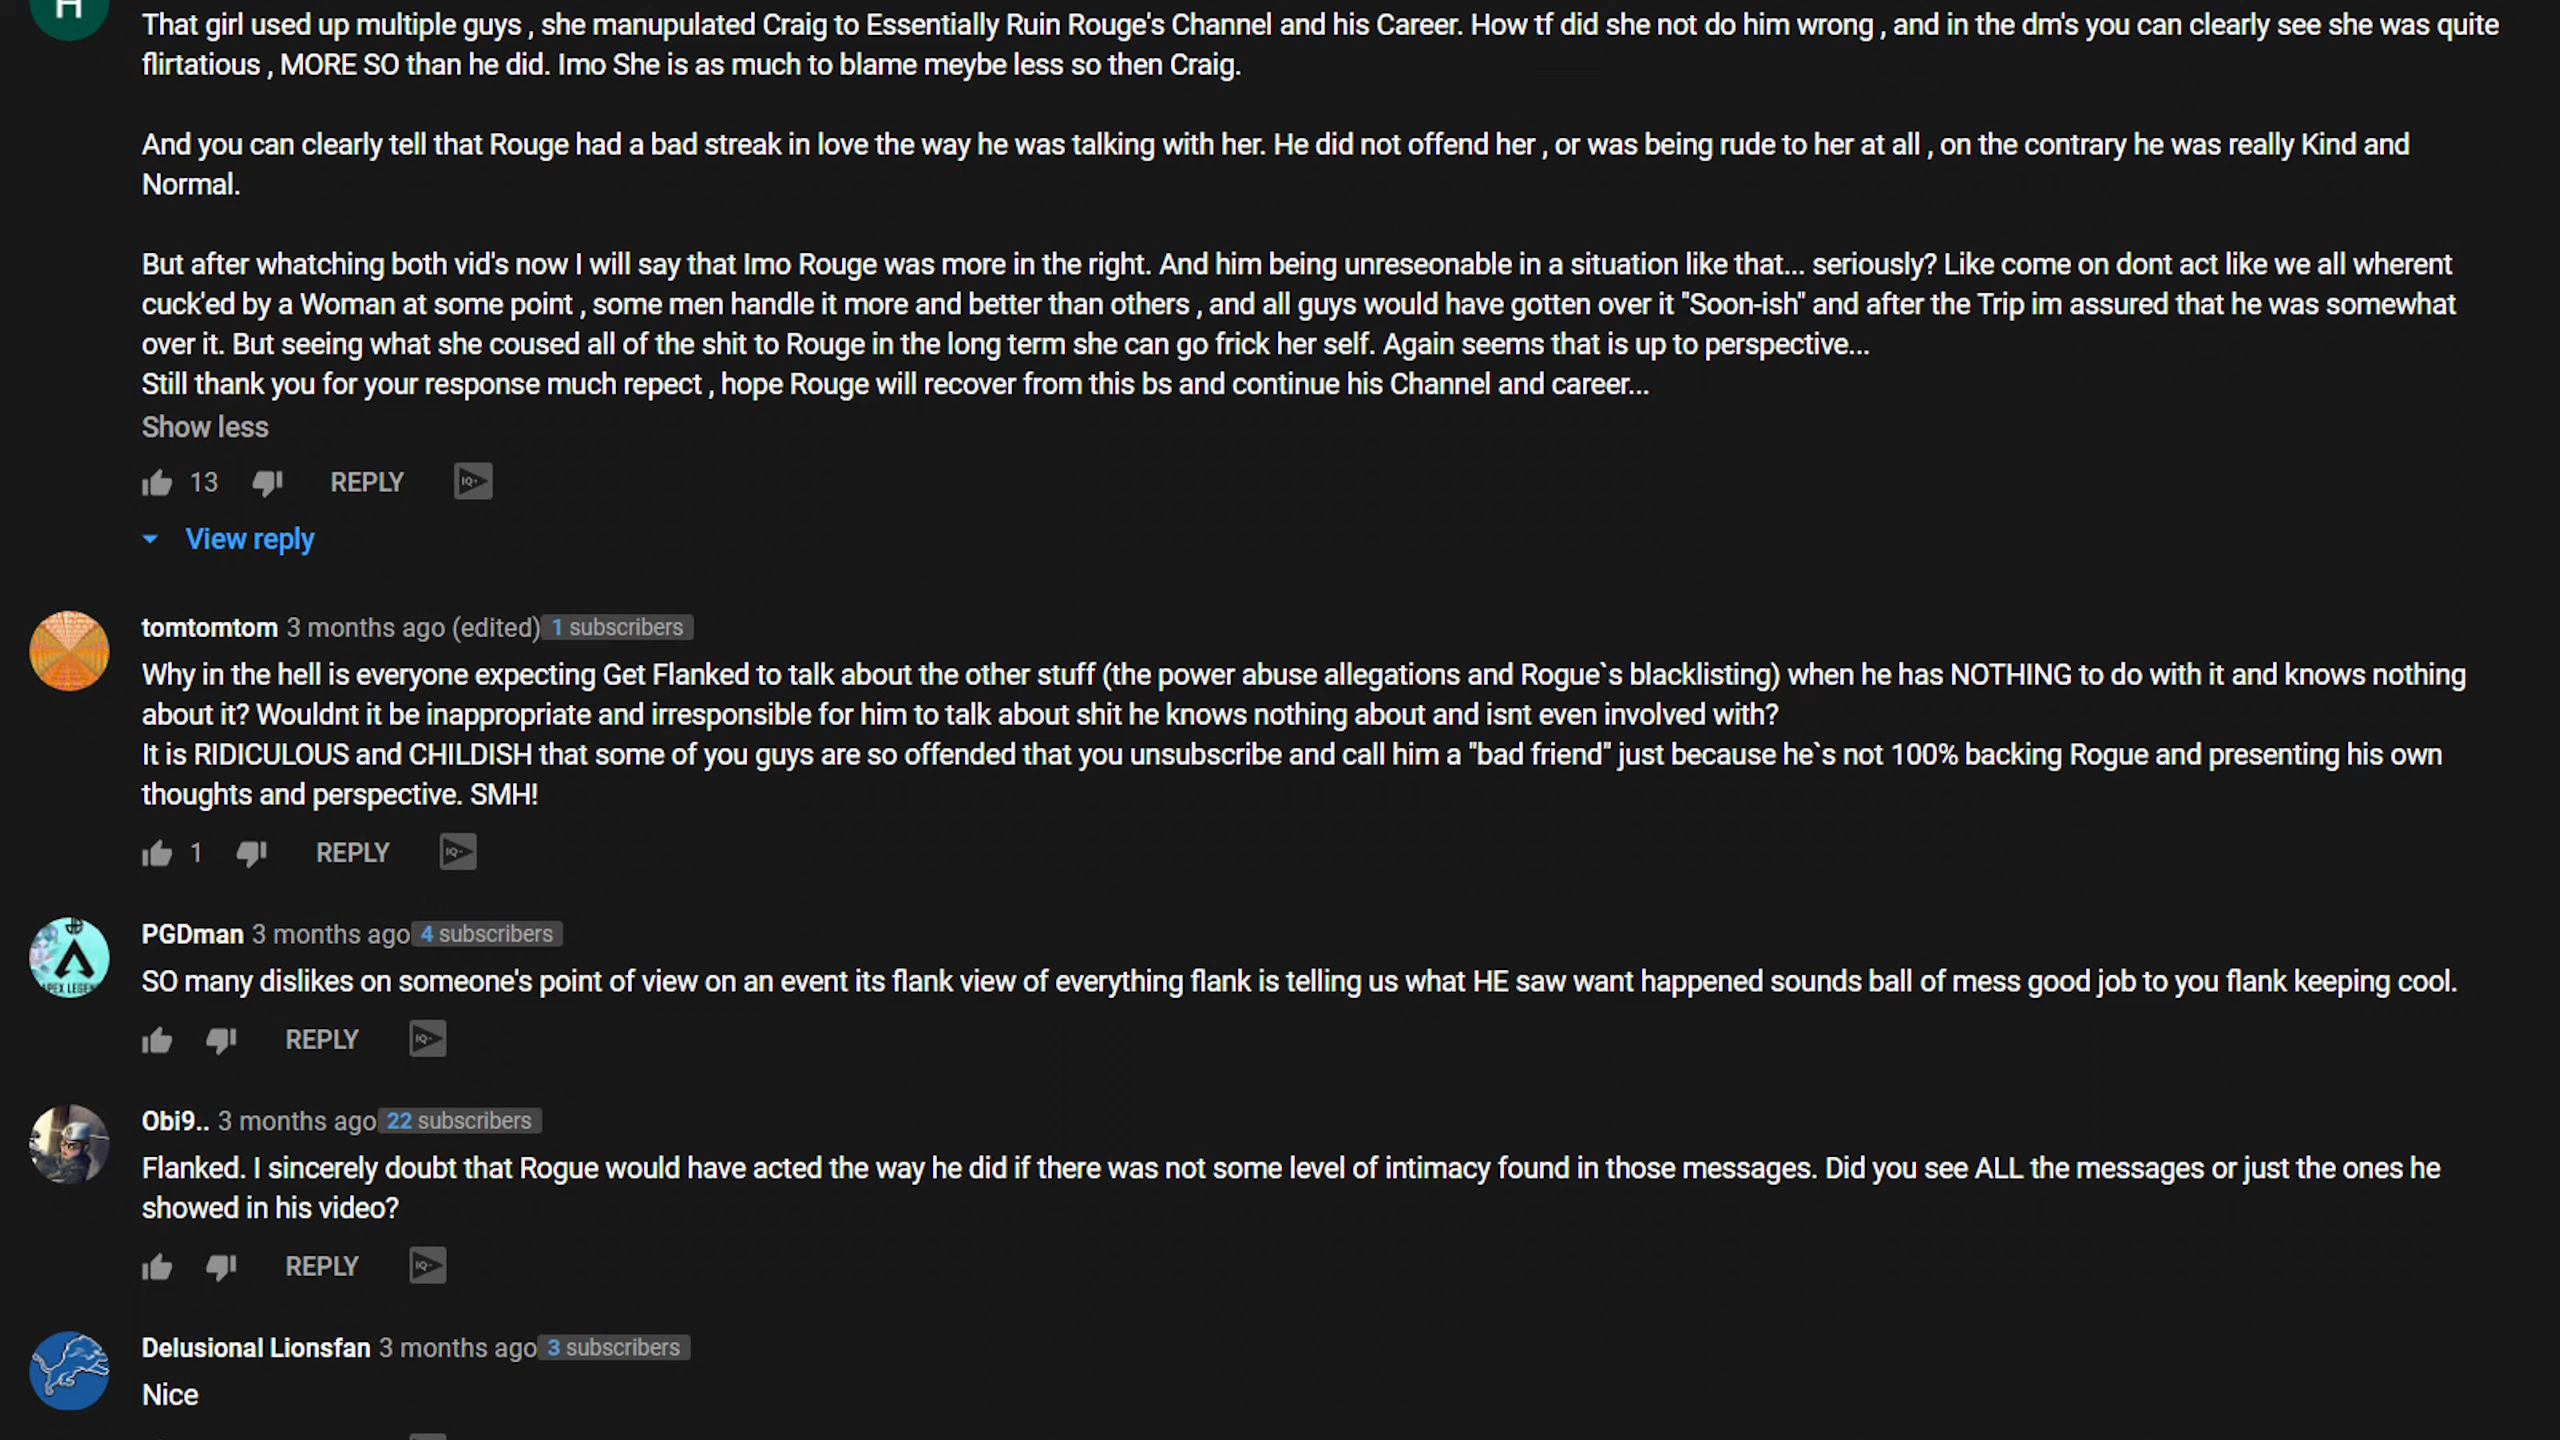 H
That girl used up multiple guys , she manupulated Craig to Essentially Ruin Rouge's Channel and his Career. How tf did she not do him wrong , and in the dm's you can clearly see she was quite
flirtatious , MORE SO than he did. Imo She is as much to blame meybe less so then Craig.
And you can clearly tell that Rouge had a bad streak in love the way he was talking with her. He did not offend her , or was being rude to her at all , on the contrary he was really Kind and
Normal.
But after whatching both vid's now I will say that Imo Rouge was more in the right. And him being unreseonable in a situation like that... seriously? Like come on dont act like we all wherent
cuck'ed by a Woman at some point , some men handle it more and better than others , and all guys would have gotten over it "Soon-ish" and after the Trip im assured that he was somewhat
over it. But seeing what she coused all of the shit to Rouge in the long term she can go frick her self. Again seems that is up to perspective...
Still thank you for your response much repect , hope Rouge will recover from this bs and continue his Channel and career...
Show less
13 REPLY IQ
View reply
tomtomtom 3 months ago (edited) 1 subscribers
Why in the hell is everyone expecting Get Flanked to talk about the other stuff (the power abuse allegations and Rogue`s blacklisting) when he has NOTHING to do with it and knows nothing
about it? Wouldnt it be inappropriate and irresponsible for him to talk about shit he knows nothing about and isnt even involved with?
It is RIDICULOUS and CHILDISH that some of you guys are so offended that you unsubscribe and call him a "bad friend" just because he`s not 100% backing Rogue and presenting his own
thoughts and perspective. SMH!
1 REPLY IQ
PGDman 3 months ago 4 subscribers
SO many dislikes on someone's point of view on an event its flank view of everything flank is telling us what HE saw want happened sounds ball of mess good job to you flank keeping cool.
REPLY IQ
Obi9.. 3 months ago 22 subscribers
Flanked. I sincerely doubt that Rogue would have acted the way he did if there was not some level of intimacy found in those messages. Did you see ALL the messages or just the ones he
showed in his video?
REPLY IQ
Delusional Lionsfan 3 months ago 3 subscribers
Nice